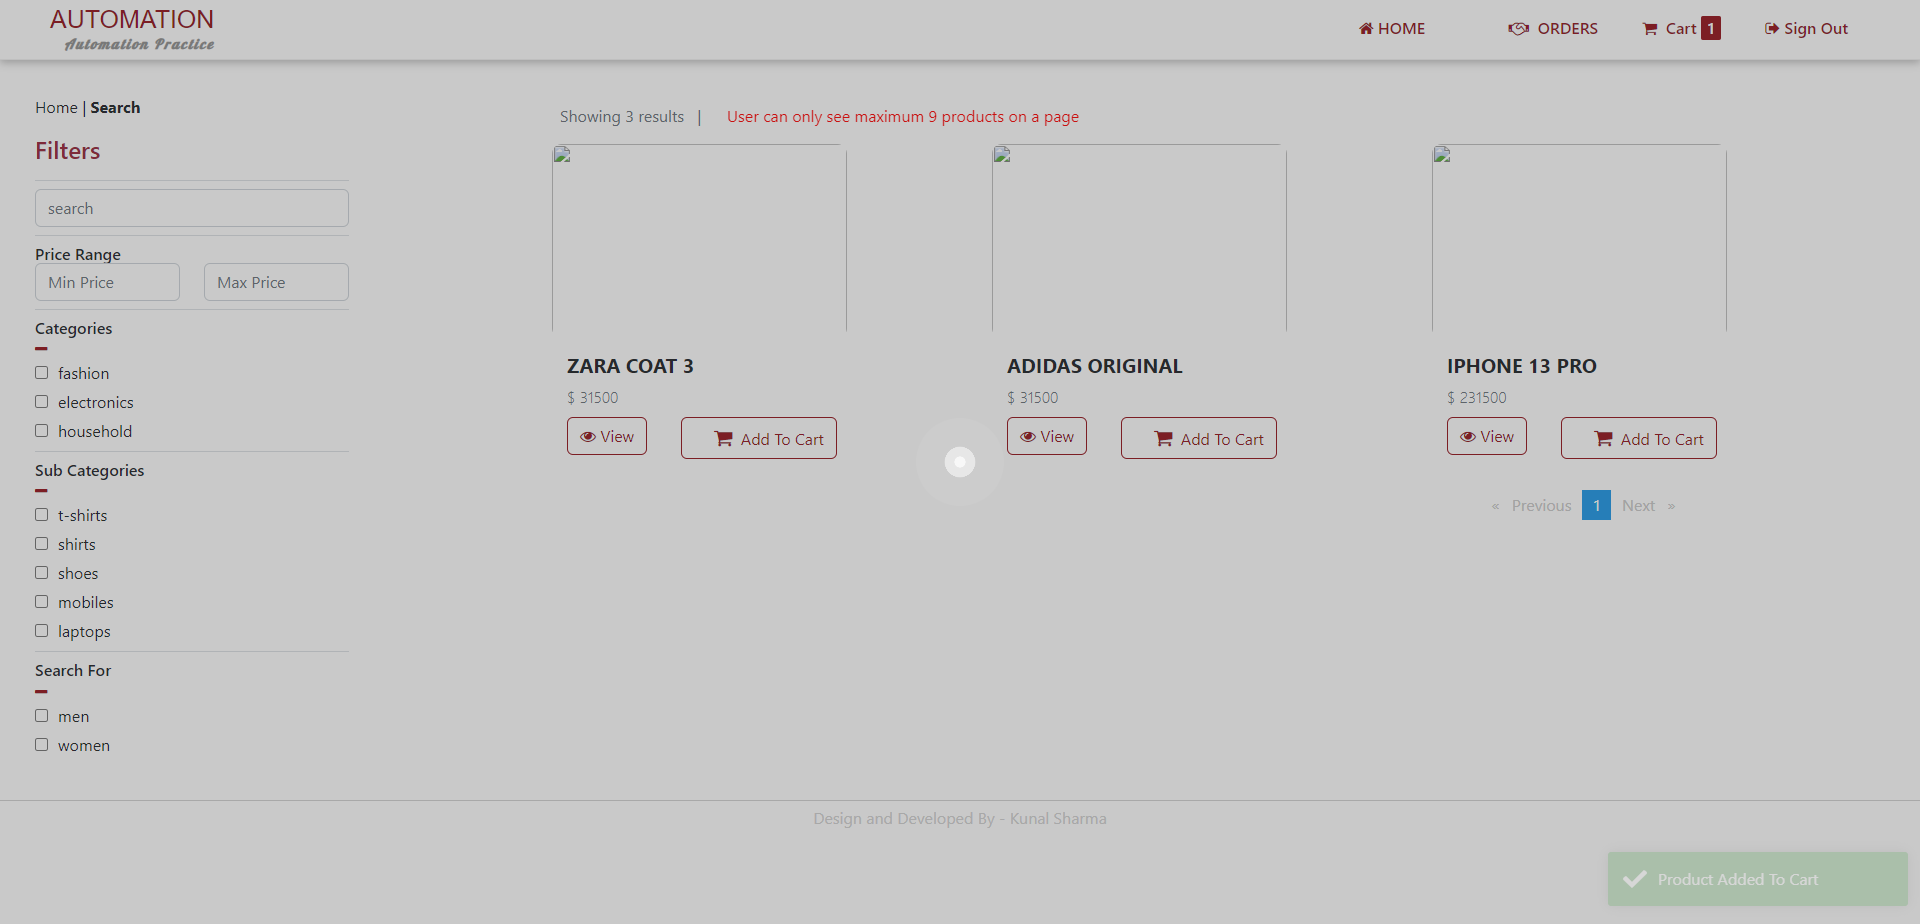 AUTOMATION
Automation Practice
HOME
ORDERS
Cart 1
Sign Out
Home | Search
Filters
search
Price Range
Min Price
Max Price
Categories
fashion
electronics
household
Sub Categories
t-shirts
shirts
shoes
mobiles
laptops
Search For
men
women
Showing 3 results |
User can only see maximum 9 products on a page
ZARA COAT 3
$ 31500
View
Add To Cart
ADIDAS ORIGINAL
$ 31500
View
Add To Cart
IPHONE 13 PRO
$ 231500
View
Add To Cart
« Previous 1 Next »
Design and Developed By - Kunal Sharma
Product Added To Cart